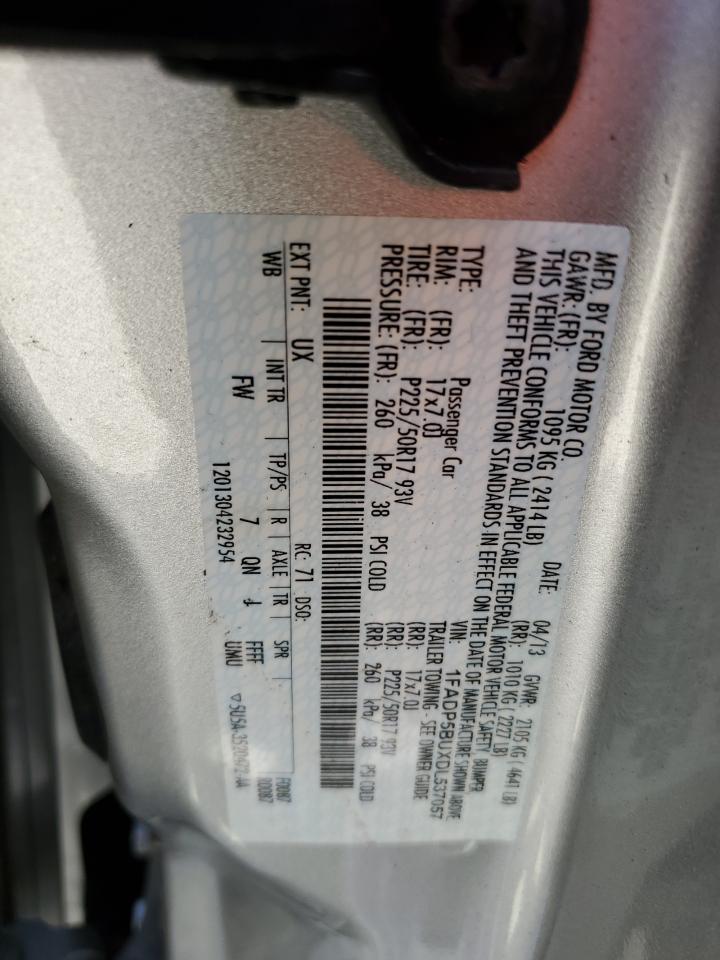 MFD. BY FORD MOTOR CO.
DATE: 04/13 GVWR: 2105 KG ( 4641 LB)
GAWR: (FR): 1095 KG ( 2414 LB) (RR): 1010 KG ( 2227 LB)
THIS VEHICLE CONFORMS TO ALL APPLICABLE FEDERAL MOTOR VEHICLE SAFETY, BUMPER
AND THEFT PREVENTION STANDARDS IN EFFECT ON THE DATE OF MANUFACTURE SHOWN ABOVE
VIN: 1FADP5BUXDL537057
TYPE: Passenger Car TRAILER TOWING - SEE OWNER GUIDE
RIM: (FR): 17x7.0J (RR): 17x7.0J
TIRE: (FR): P225/50R17 93V (RR): P225/50R17 93V
PRESSURE: (FR): 260 kPa/ 38 PSI COLD (RR): 260 kPa/ 38 PSI COLD
EXT PNT: UX RC: 71 DSO: F0087
WB INT TR TP/PS R AXLE TR SPR D0087
FW 7 QN FFFF
1201304232954 UMU